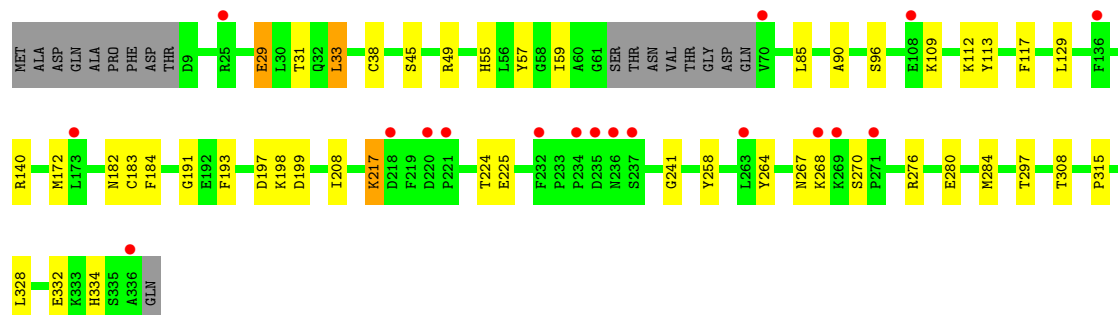 MET ALA ASP GLN ALA PRO PHE ASP THR D9 R25 E29 L30 T31 Q32 L33 C38 S45 R49 H55 L56 Y57 G58 I59 A60 G61 SER THR ASN VAL THR GLY ASP GLN V70 L85 A90 S96 E108 K109 K112 Y113 F117 L129 F136
R140 M172 L173 N182 C183 F184 G191 E192 F193 D197 K198 D199 I208 K217 D218 F219 D220 P221 T224 E225 F232 P233 P234 D235 N236 S237 G241 Y258 L263 Y264 N267 K268 K269 S270 P271 R276 E280 M284 T297 T308 P315
L328 E332 K333 H334 S335 A336 GLN